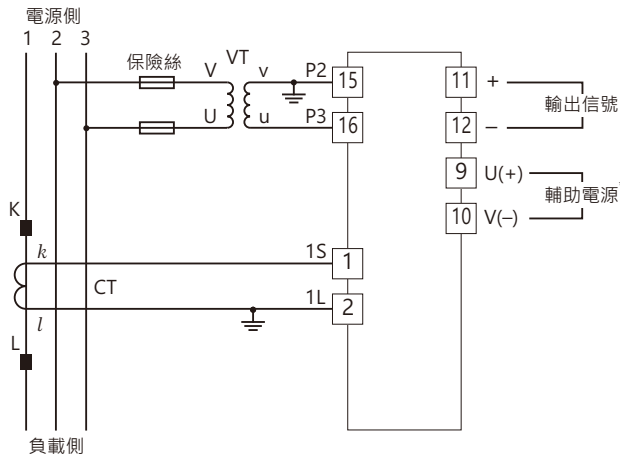 電源側
1 2 3
保險絲
VT
V v P2 15
U u P3 16
11 +
12 –
輸出信號
9 U(+)
10 V(–)
輔助電源
K
k 1S 1
CT
l 1L 2
L
負載側